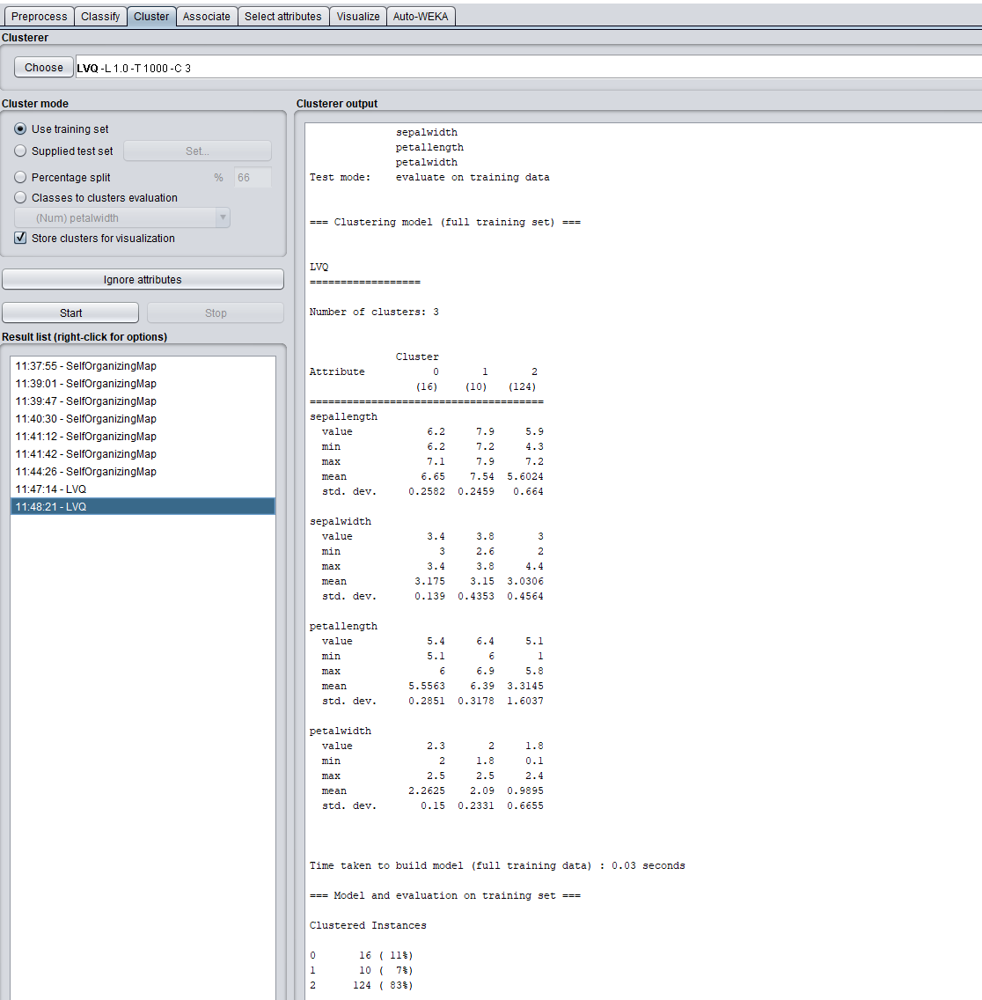 Preprocess Classify Cluster Associate Select attributes Visualize Auto-WEKA
Clusterer
Choose LVQ -L 1.0 -T 1000 -C 3
Cluster mode
Use training set
Supplied test set Set...
Percentage split % 66
Classes to clusters evaluation
(Num) petalwidth
Store clusters for visualization
Ignore attributes
Start Stop
Result list (right-click for options)
11:37:55 - SelfOrganizingMap
11:39:01 - SelfOrganizingMap
11:39:47 - SelfOrganizingMap
11:40:30 - SelfOrganizingMap
11:41:12 - SelfOrganizingMap
11:41:42 - SelfOrganizingMap
11:44:26 - SelfOrganizingMap
11:47:14 - LVQ
11:48:21 - LVQ
Clusterer output
sepalwidth
petallength
petalwidth
Test mode: evaluate on training data
=== Clustering model (full training set) ===
LVQ
==================
Number of clusters: 3
Cluster
Attribute 0 1 2
(16) (10) (124)
======================================
sepallength
value 6.2 7.9 5.9
min 6.2 7.2 4.3
max 7.1 7.9 7.2
mean 6.65 7.54 5.6024
std. dev. 0.2582 0.2459 0.664
sepalwidth
value 3.4 3.8 3
min 3 2.6 2
max 3.4 3.8 4.4
mean 3.175 3.15 3.0306
std. dev. 0.139 0.4353 0.4564
petallength
value 5.4 6.4 5.1
min 5.1 6 1
max 6 6.9 5.8
mean 5.5563 6.39 3.3145
std. dev. 0.2851 0.3178 1.6037
petalwidth
value 2.3 2 1.8
min 2 1.8 0.1
max 2.5 2.5 2.4
mean 2.2625 2.09 0.9895
std. dev. 0.15 0.2331 0.6655
Time taken to build model (full training data) : 0.03 seconds
=== Model and evaluation on training set ===
Clustered Instances
0 16 ( 11%)
1 10 ( 7%)
2 124 ( 83%)